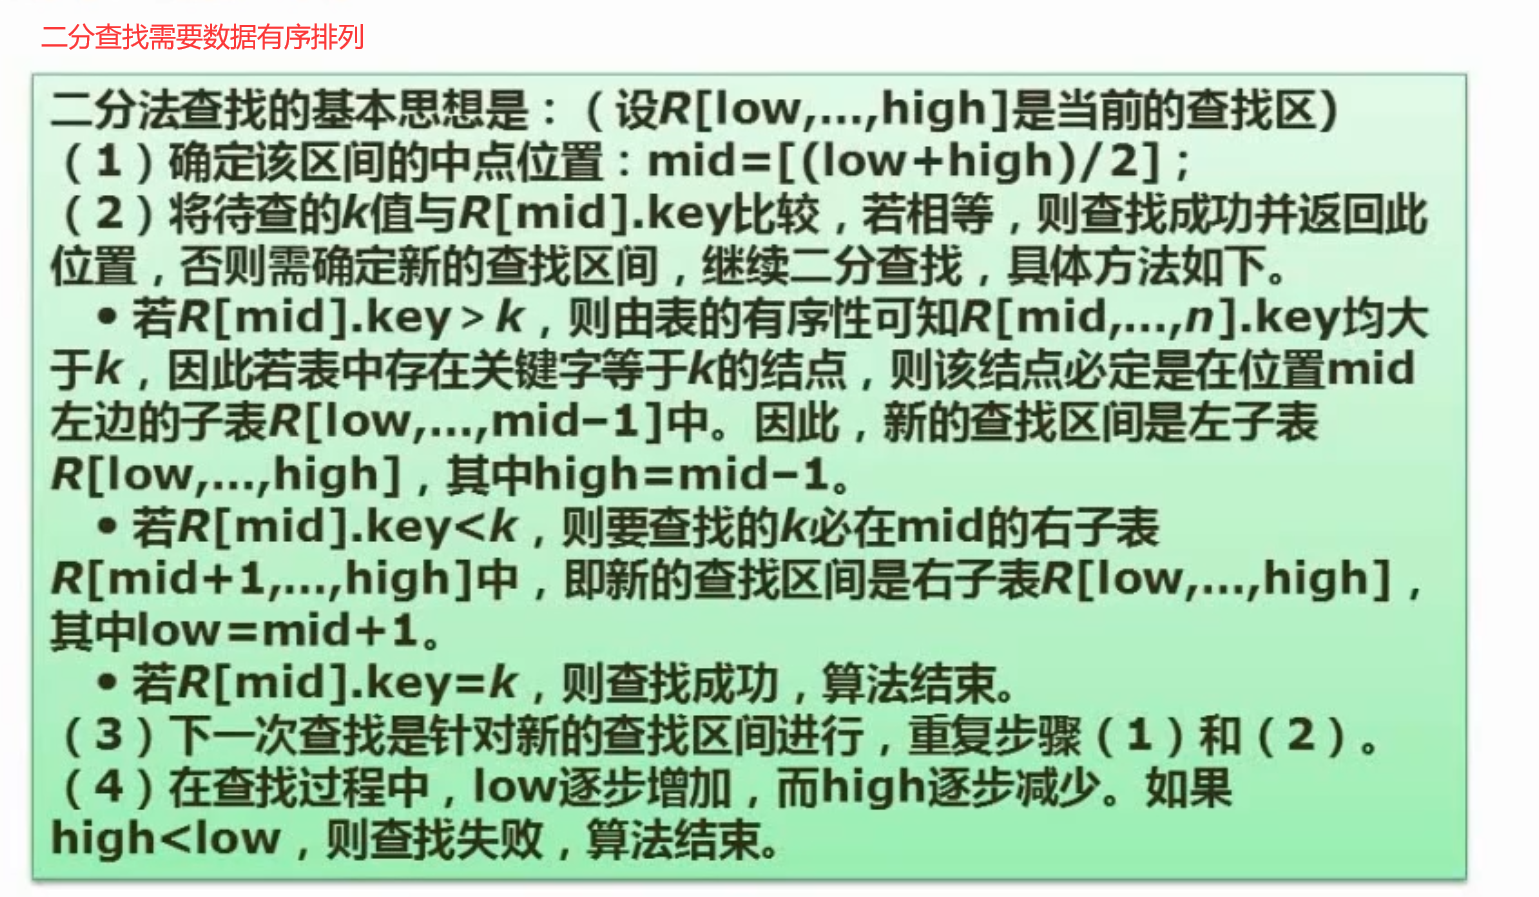 二分查找需要数据有序排列
二分法查找的基本思想是：（设R[low,…,high]是当前的查找区）
（1）确定该区间的中点位置：mid=[(low+high)/2]；
（2）将待查的k值与R[mid].key比较，若相等，则查找成功并返回此
位置，否则需确定新的查找区间，继续二分查找，具体方法如下。
•若R[mid].key＞k，则由表的有序性可知R[mid,…,n].key均大
于k，因此若表中存在关键字等于k的结点，则该结点必定是在位置mid
左边的子表R[low,…,mid–1]中。因此，新的查找区间是左子表
R[low,…,high]，其中high=mid–1。
•若R[mid].key<k，则要查找的k必在mid的右子表
R[mid+1,…,high]中，即新的查找区间是右子表R[low,…,high]，
其中low=mid+1。
•若R[mid].key=k，则查找成功，算法结束。
（3）下一次查找是针对新的查找区间进行，重复步骤（1）和（2）。
（4）在查找过程中，low逐步增加，而high逐步减少。如果
high<low，则查找失败，算法结束。